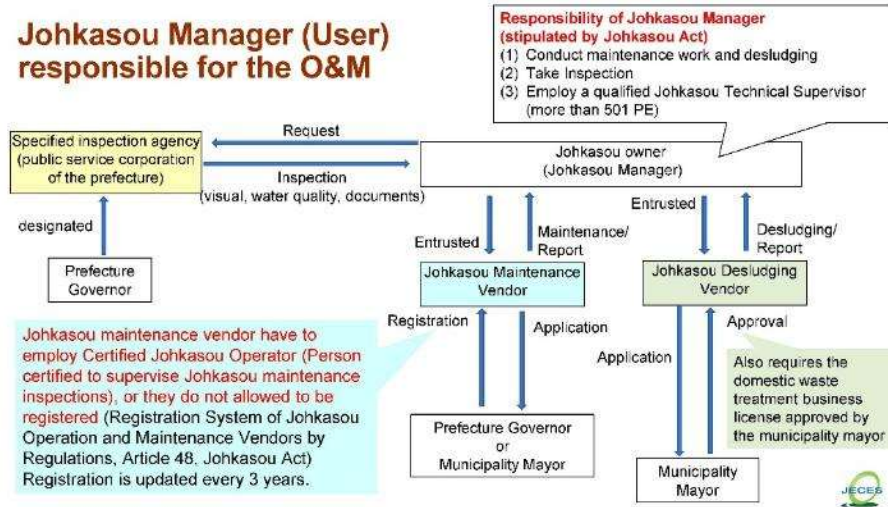 Johkasou Manager (User)
responsible for the O&M
Responsibility of Johkasou Manager
(stipulated by Johkasou Act)
(1) Conduct maintenance work and desludging
(2) Take Inspection
(3) Employ a qualified Johkasou Technical Supervisor
(more than 501 PE)
Specified inspection agency
(public service corporation
of the prefecture)
Request
Inspection
(visual, water quality, documents)
Johkasou owner
(Johkasou Manager)
designated
Prefecture
Governor
Entrusted
Maintenance/
Report
Entrusted
Desludging/
Report
Johkasou Maintenance
Vendor
Johkasou Desludging
Vendor
Registration
Application
Application
Approval
Johkasou maintenance vendor have to
employ Certified Johkasou Operator (Person
certified to supervise Johkasou maintenance
inspections), or they do not allowed to be
registered (Registration System of Johkasou
Operation and Maintenance Vendors by
Regulations, Article 48, Johkasou Act)
Registration is updated every 3 years.
Prefecture Governor
or
Municipality Mayor
Also requires the
domestic waste
treatment business
license approved by
the municipality mayor
Municipality
Mayor
JECES